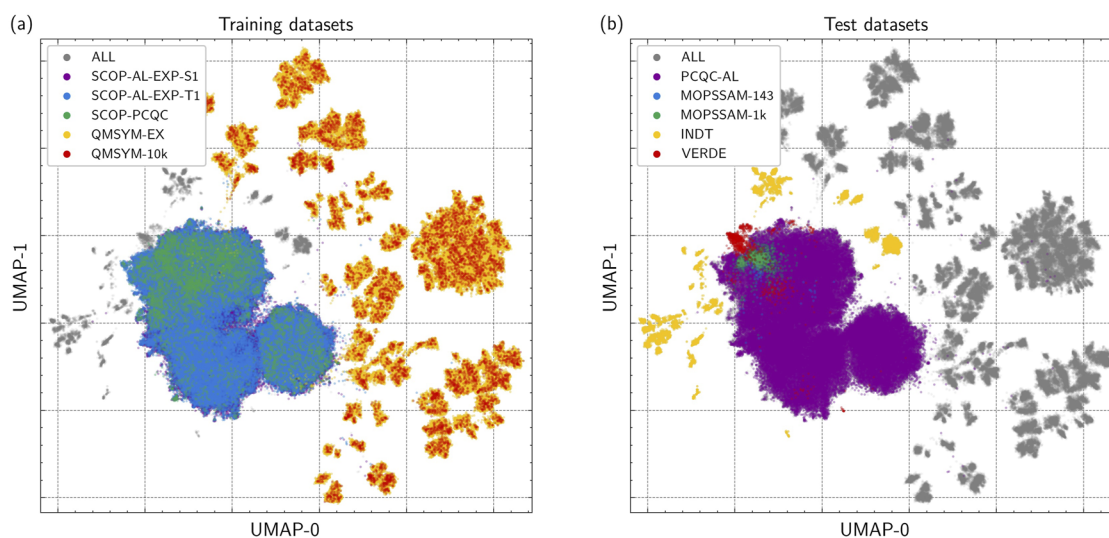 (a)
Training datasets
ALL
SCOP-AL-EXP-S1
SCOP-AL-EXP-T1
SCOP-PCQC
QMSYM-EX
QMSYM-10k
UMAP-1
UMAP-0
(b)
Test datasets
ALL
PCQC-AL
MOPSSAM-143
MOPSSAM-1k
INDT
VERDE
UMAP-1
UMAP-0